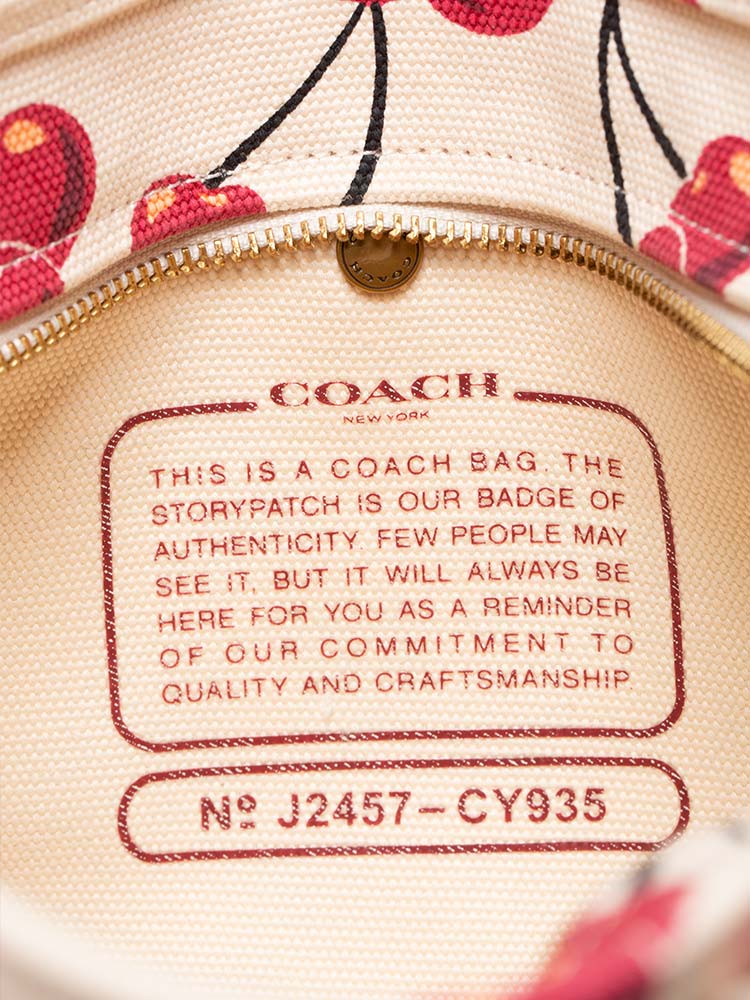 COACH
COACH
NEW YORK
THIS IS A COACH BAG. THE
STORYPATCH IS OUR BADGE OF
AUTHENTICITY. FEW PEOPLE MAY
SEE IT, BUT IT WILL ALWAYS BE
HERE FOR YOU AS A REMINDER
OF OUR COMMITMENT TO
QUALITY AND CRAFTSMANSHIP.
Nº J2457-CY935